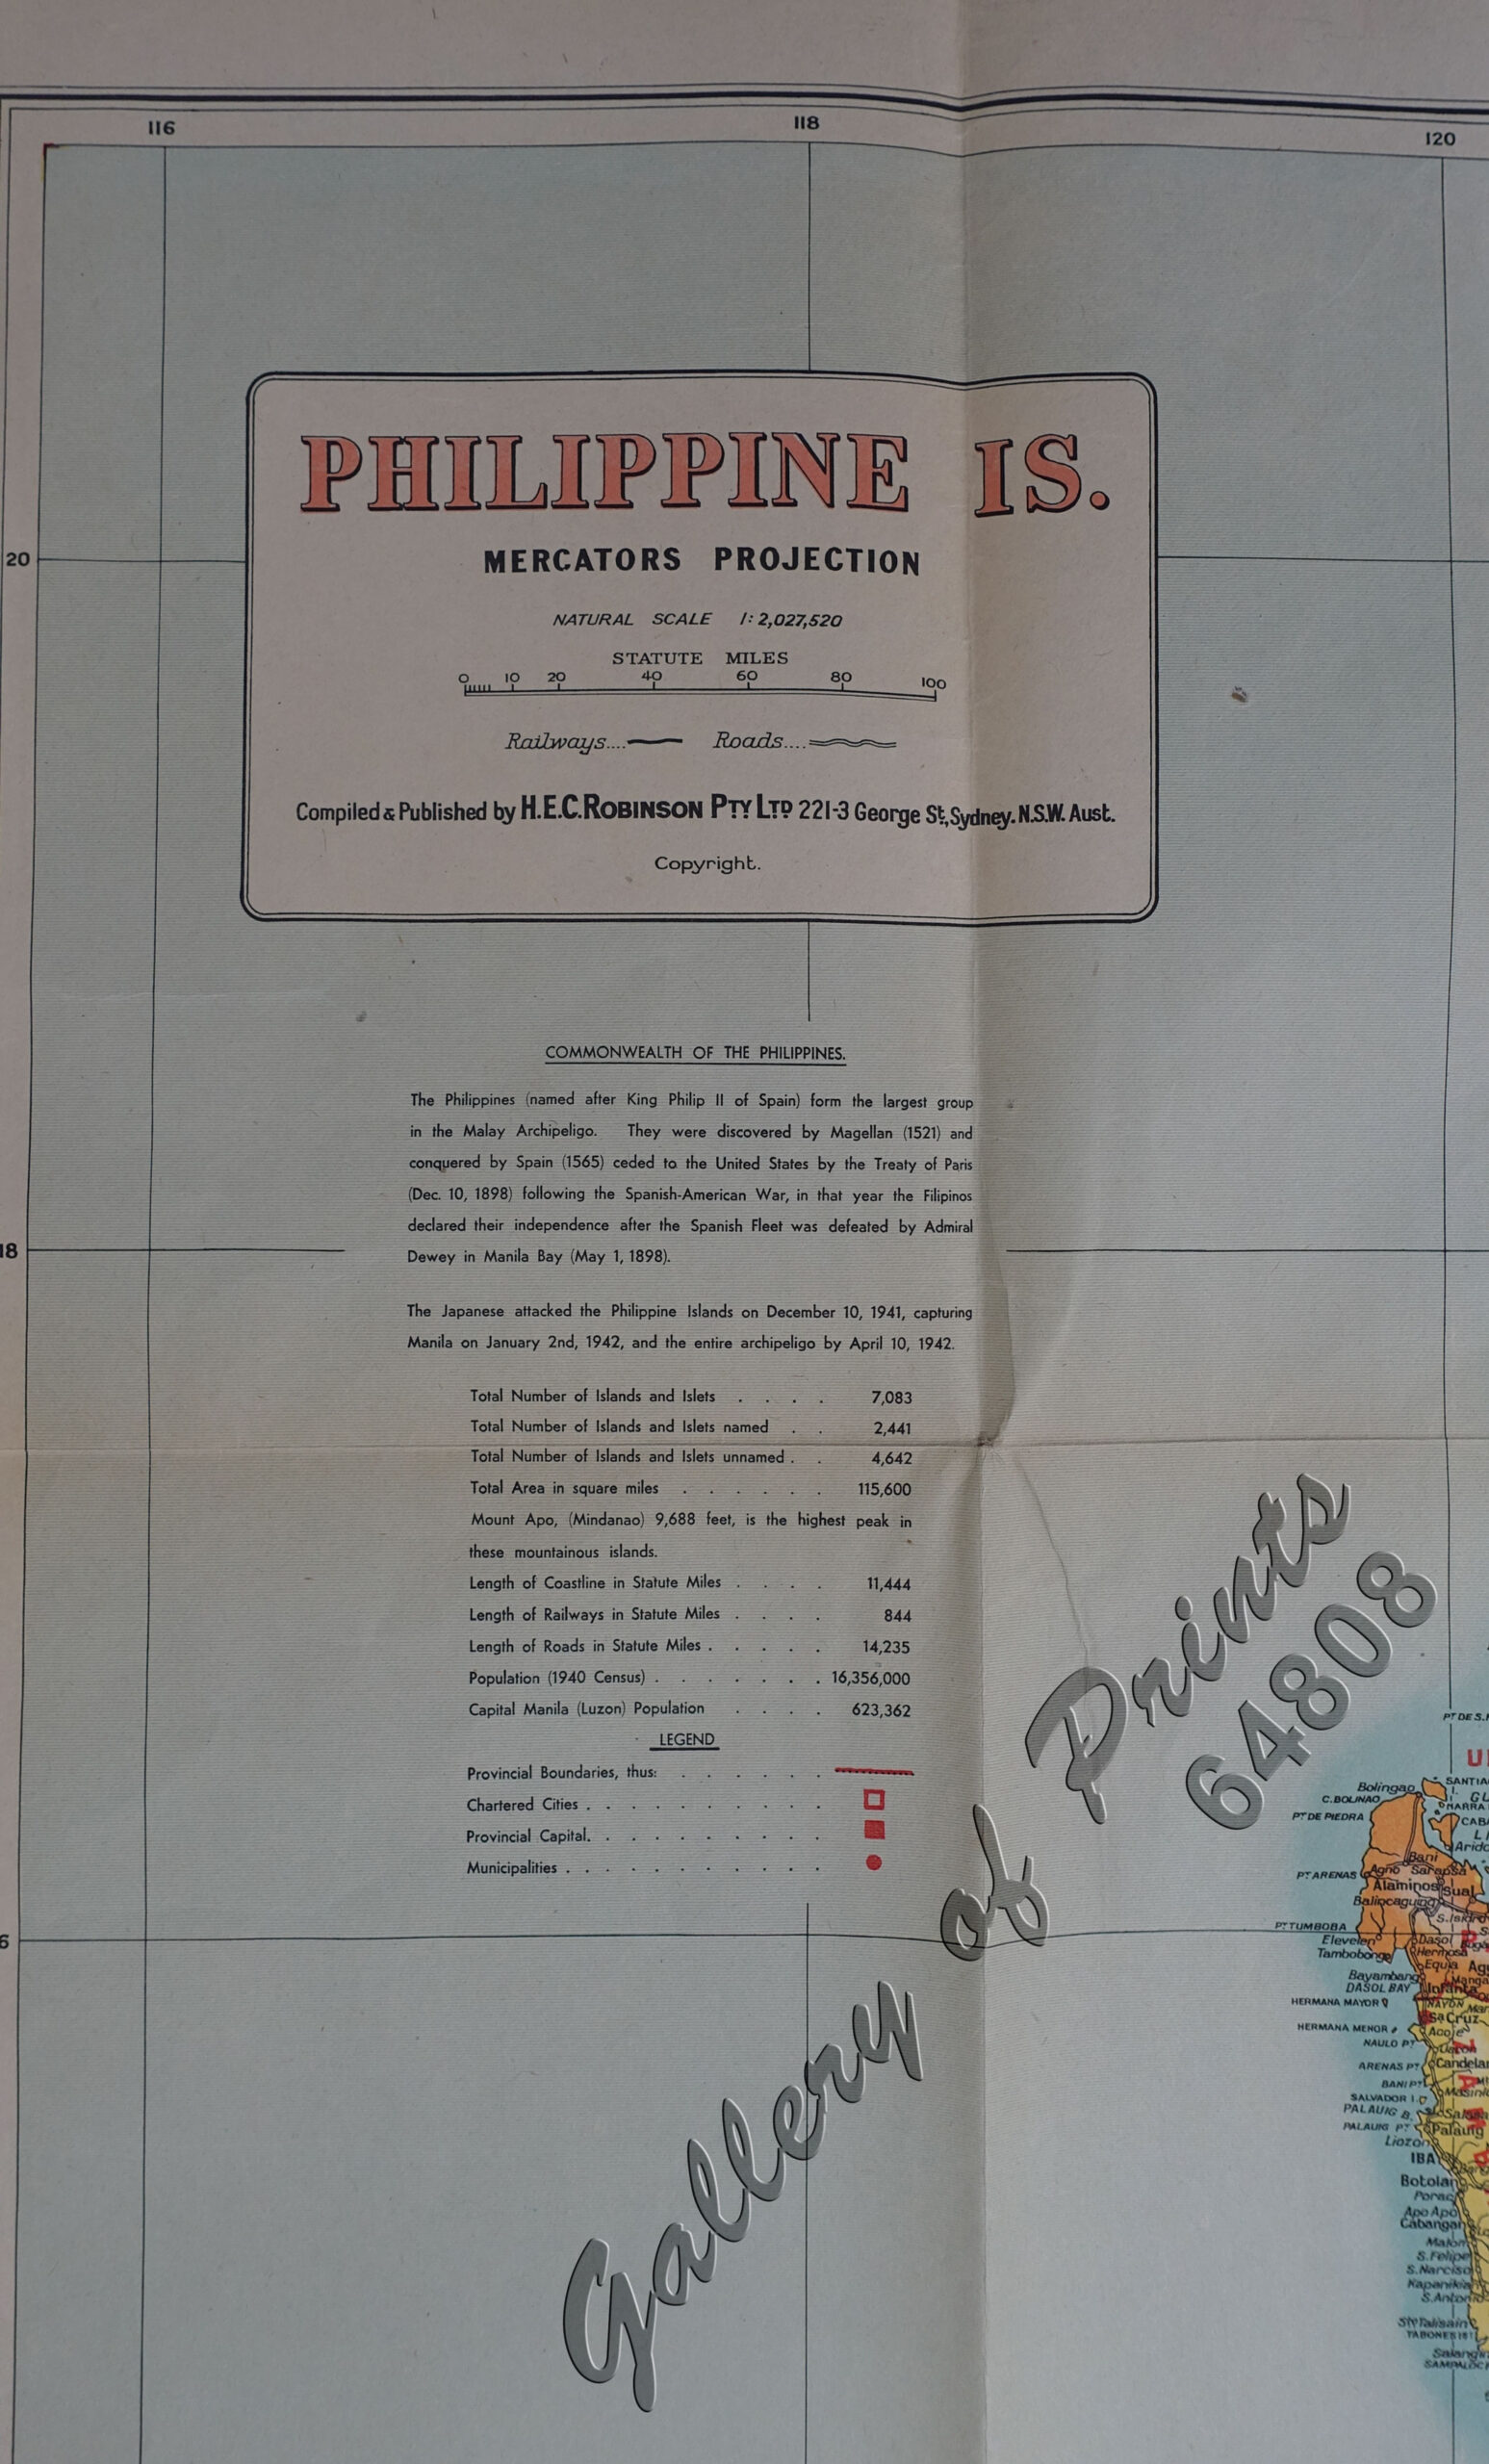 116 118 120
PHILIPPINE IS.
20
MERCATORS PROJECTION
NATURAL SCALE 1:2,027,520
STATUTE MILES
0 10 20 40 60 80 100
Railways.... Roads....
Compiled & Published by H.E.C. ROBINSON PTY LTD 221-3 George St, Sydney. N.S.W. Aust.
Copyright.
COMMONWEALTH OF THE PHILIPPINES.
The Philippines (named after King Philip II of Spain) form the largest group
in the Malay Archipeligo. They were discovered by Magellan (1521) and
conquered by Spain (1565) ceded to the United States by the Treaty of Paris
(Dec. 10, 1898) following the Spanish-American War, in that year the Filipinos
declared their independence after the Spanish Fleet was defeated by Admiral
18
Dewey in Manila Bay (May 1, 1898).
The Japanese attacked the Philippine Islands on December 10, 1941, capturing
Manila on January 2nd, 1942, and the entire archipeligo by April 10, 1942.
Total Number of Islands and Islets . . . . 7,083
Total Number of Islands and Islets named . . 2,441
Total Number of Islands and Islets unnamed . . 4,642
Total Area in square miles . . . . . . 115,600
Mount Apo, (Mindanao) 9,688 feet, is the highest peak in
these mountainous islands.
Length of Coastline in Statute Miles . . . . 11,444
Length of Railways in Statute Miles . . . . 844
Length of Roads in Statute Miles . . . . . 14,235
Population (1940 Census) . . . . . . . 16,356,000
Capital Manila (Luzon) Population . . . . 623,362
LEGEND
Provincial Boundaries, thus: . . . . . .
Chartered Cities . . . . . . . . .
Provincial Capital. . . . . . . . .
Municipalities . . . . . . . . . .
6
Gallery of Prints
64808
PT DE S.
Bolingao
C. BOLINAO
PT DE PIEDRA
Bani
PT ARENAS
Agno
Alaminos
Sual
PT TUMBOBA
Dasol
Tambobong
Hermosa
Bayambang
DASOL BAY
Infanta
HERMANA MAYOR
Sa Cruz
HERMANA MENOR
Acoje
NAULO PT
ARENAS PT
BANI PT
SALVADOR I.
PALAUIG B.
PALAUIG PT
Palauig
Liozon
IBA
Botolan
Porac
Apo Apo
Cabangan
S. Felipe
S. Narciso